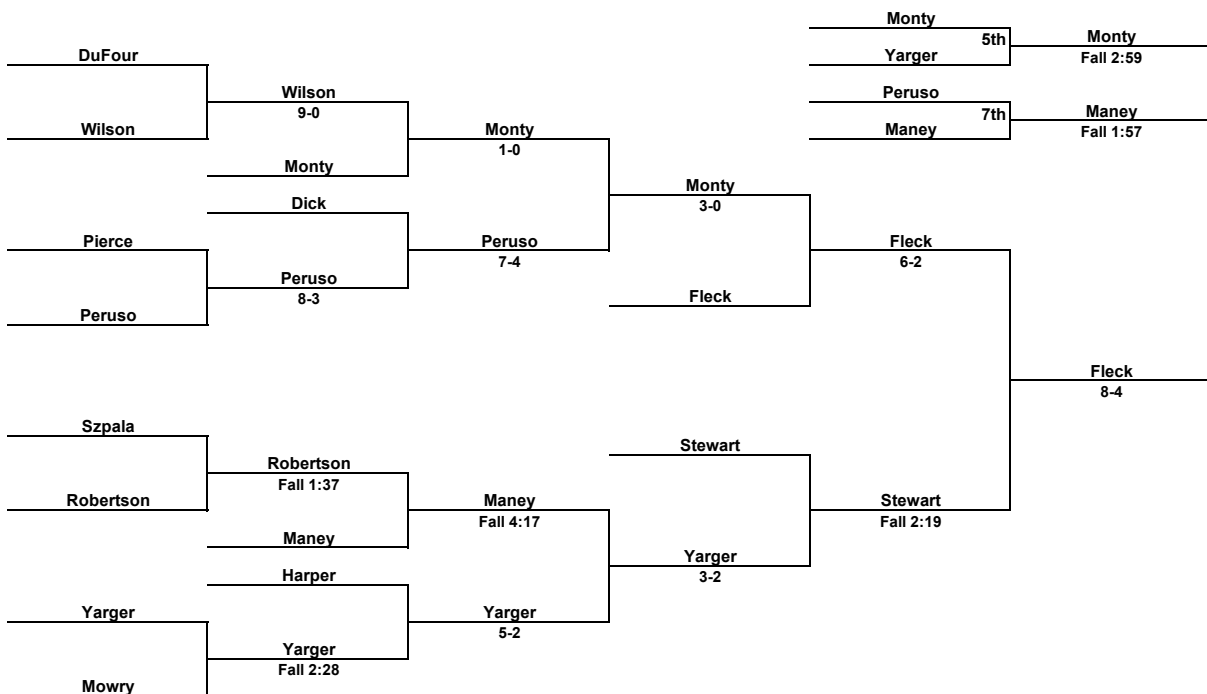 Monty
5th
Monty
DuFour
Yarger
Fall 2:59
Wilson
Peruso
9-0
7th
Maney
Wilson
Monty
Maney
Fall 1:57
1-0
Monty
Monty
Dick
3-0
Pierce
Peruso
Fleck
7-4
6-2
Peruso
8-3
Fleck
Peruso
Fleck
8-4
Szpala
Stewart
Robertson
Fall 1:37
Robertson
Maney
Stewart
Fall 4:17
Fall 2:19
Maney
Yarger
3-2
Harper
Yarger
Yarger
5-2
Yarger
Fall 2:28
Mowry